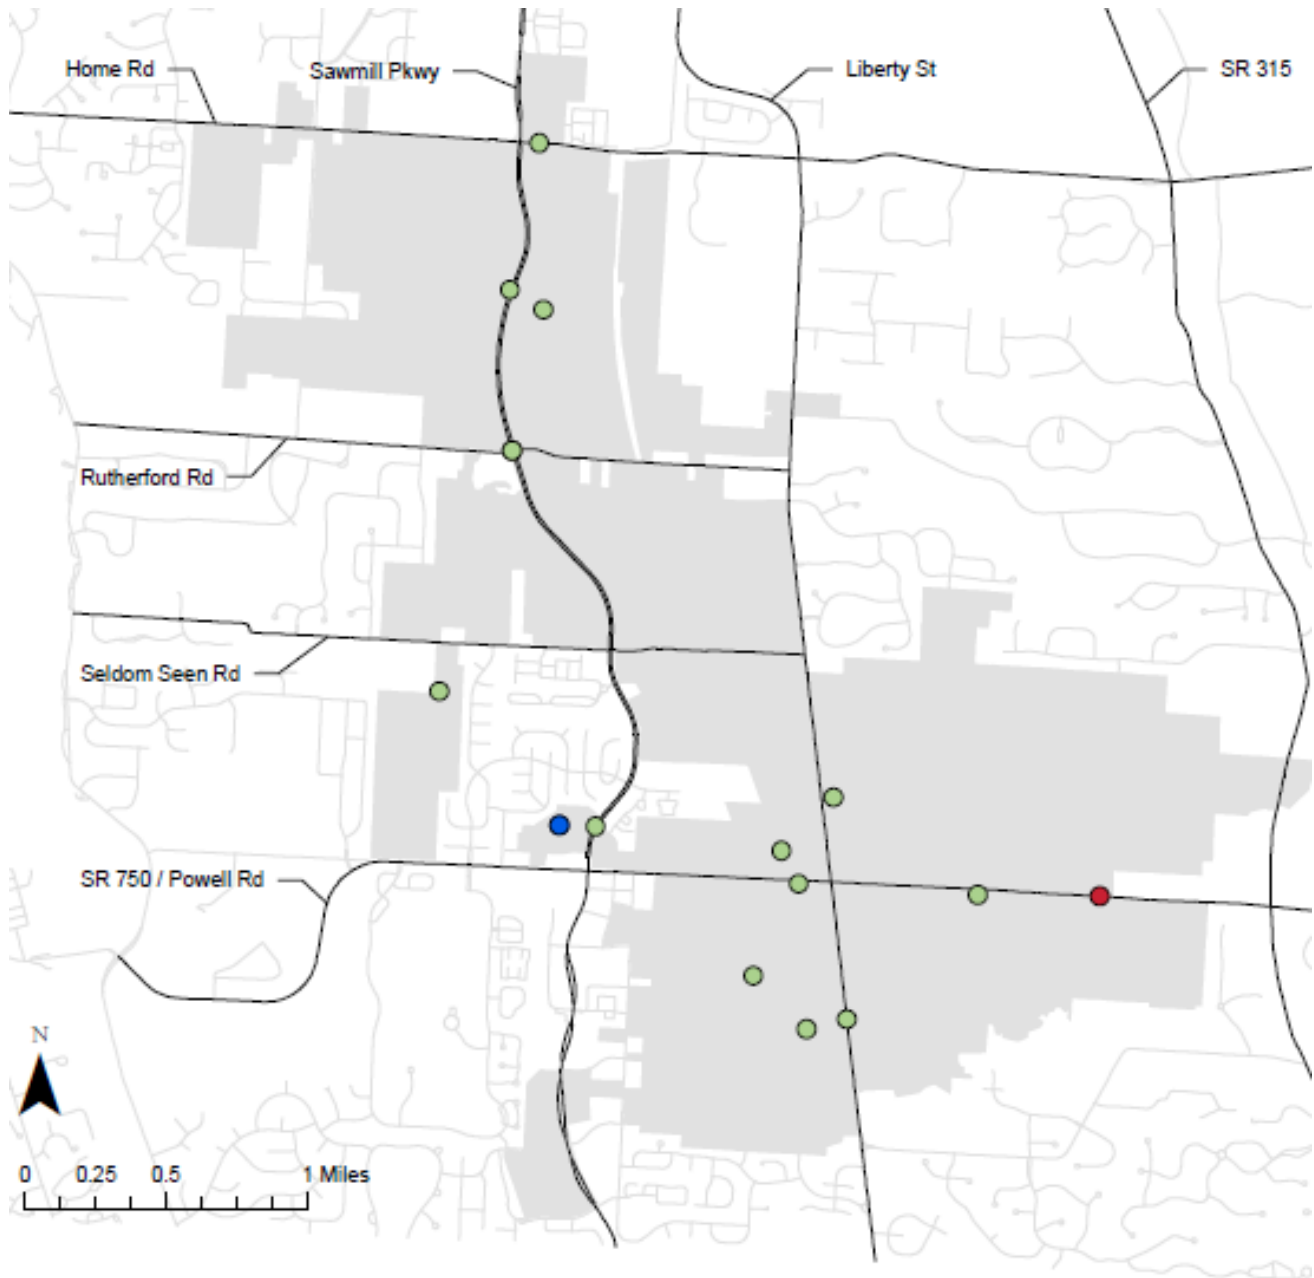 Home Rd
Sawmill Pkwy
Liberty St
SR 315
Rutherford Rd
Seldom Seen Rd
SR 750 / Powell Rd
N
0 0.25 0.5 1 Miles